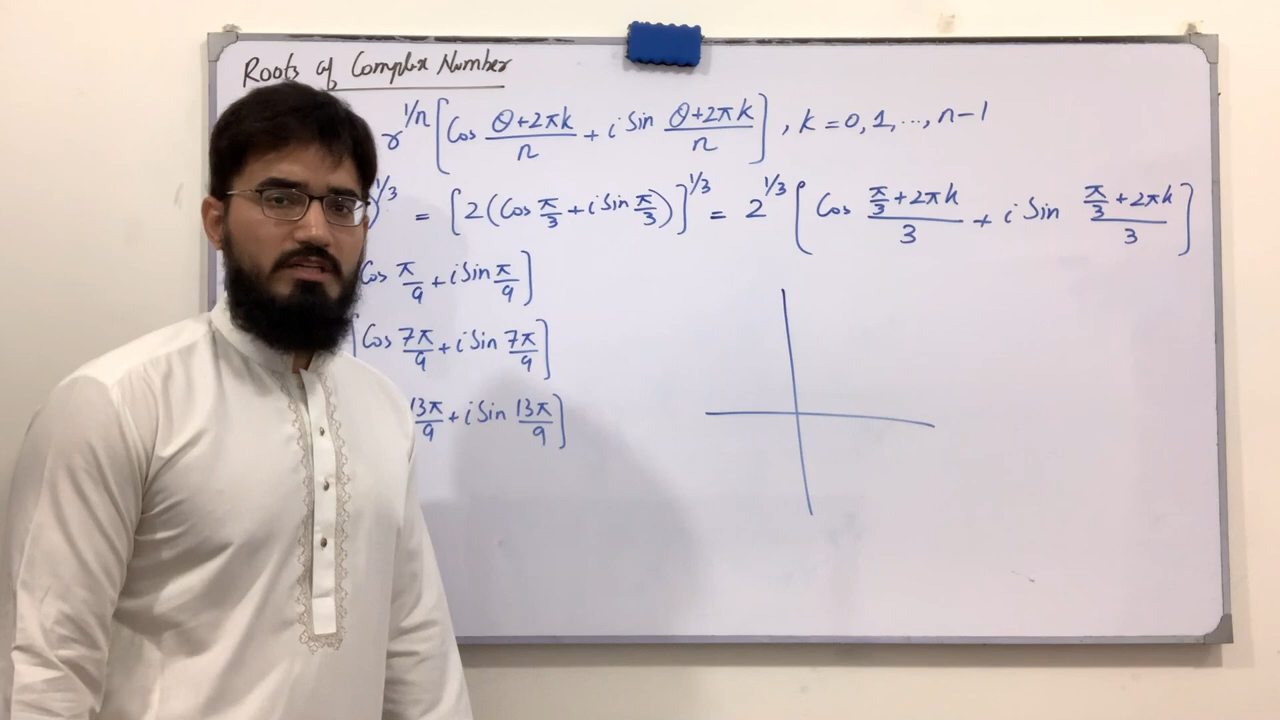 Roots of Complex Number
r^{1/n} [Cos (θ+2πk)/n + i Sin (θ+2πk)/n], k = 0, 1, ..., n-1
)^{1/3} = [2(Cos π/3 + i Sin π/3)]^{1/3} = 2^{1/3} [Cos (π/3+2πk)/3 + i Sin (π/3+2πk)/3]
Cos π/9 + i Sin π/9]
[Cos 7π/9 + i Sin 7π/9]
13π/9 + i Sin 13π/9]